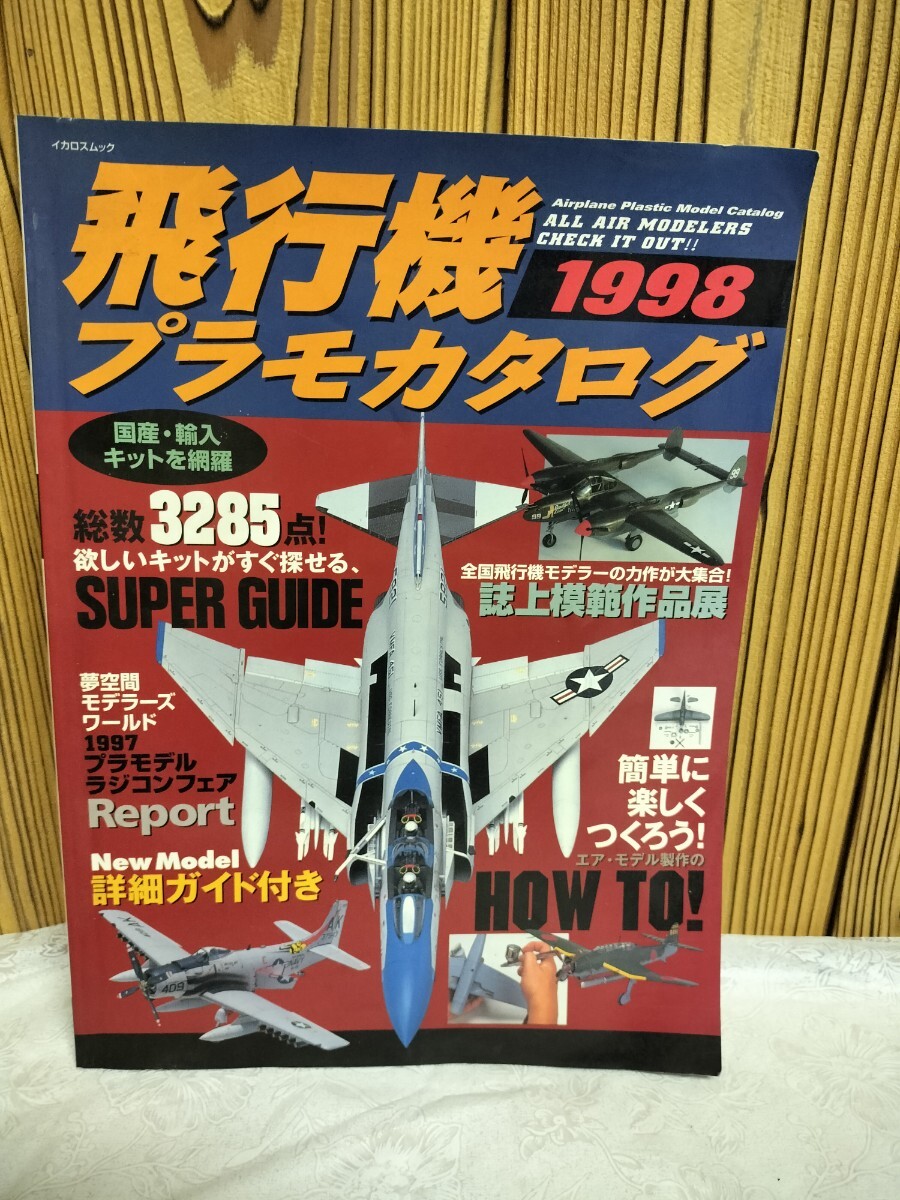 イカロスムック
飛行機
Airplane Plastic Model Catalog
ALL AIR MODELERS
CHECK IT OUT!!
1998
プラモカタログ
国産・輸入
キットを網羅
総数3285点!
欲しいキットがすぐ探せる、
SUPER GUIDE
全国飛行機モデラーの力作が大集合!
誌上模範作品展
夢空間
モデラーズ
ワールド
1997
プラモデル
ラジコンフェア
Report
New Model
詳細ガイド付き
簡単に
楽しく
つくろう!
エア・モデル製作の
HOW TO!
409